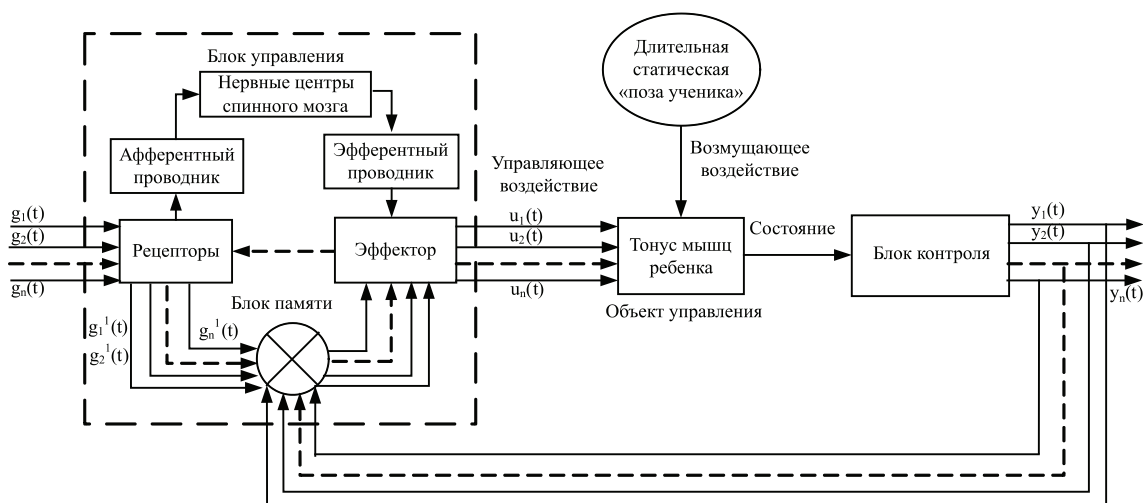 Блок управления
Нервные центры
спинного мозга
Афферентный
проводник
Эфферентный
проводник
Рецепторы
Эффектор
Блок памяти
g₁(t)
g₂(t)
gₙ(t)
g₁¹(t)
g₂¹(t)
gₙ¹(t)
Управляющее
воздействие
u₁(t)
u₂(t)
uₙ(t)
Длительная
статическая
«поза ученика»
Возмущающее
воздействие
Тонус мышц
ребенка
Объект управления
Состояние
Блок контроля
y₁(t)
y₂(t)
yₙ(t)